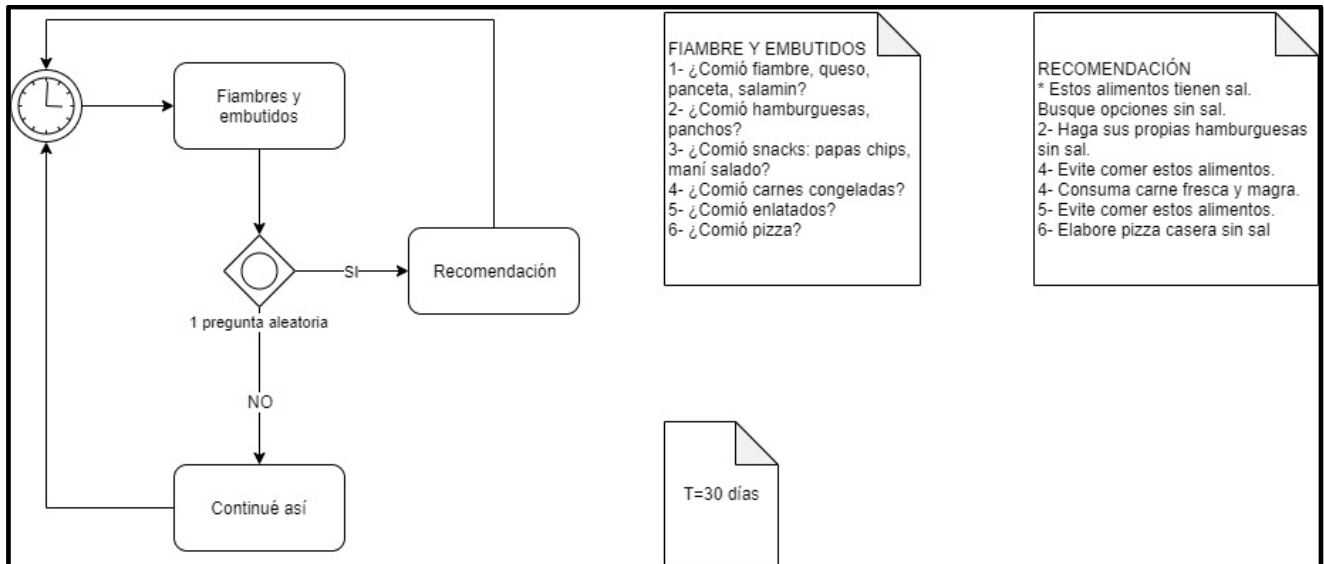 Fiambres y
embutidos
SI
Recomendación
1 pregunta aleatoria
NO
Continué así
FIAMBRE Y EMBUTIDOS
1- ¿Comió fiambre, queso,
panceta, salamin?
2- ¿Comió hamburguesas,
panchos?
3- ¿Comió snacks: papas chips,
maní salado?
4- ¿Comió carnes congeladas?
5- ¿Comió enlatados?
6- ¿Comió pizza?
RECOMENDACIÓN
* Estos alimentos tienen sal.
Busque opciones sin sal.
2- Haga sus propias hamburguesas
sin sal.
4- Evite comer estos alimentos.
4- Consuma carne fresca y magra.
5- Evite comer estos alimentos.
6- Elabore pizza casera sin sal
T=30 días